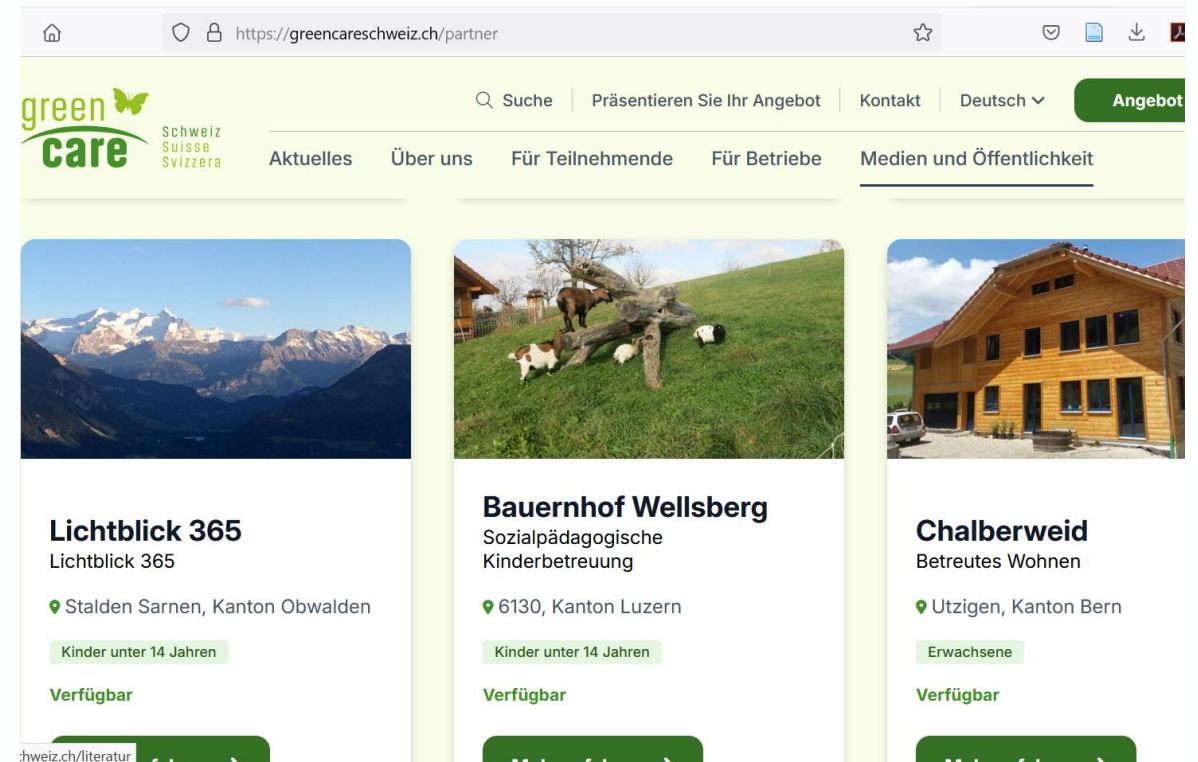 https://greencareschweiz.ch/partner
green
care
Schweiz
Suisse
Svizzera
Suche
Präsentieren Sie Ihr Angebot
Kontakt
Deutsch
Angebot
Aktuelles
Über uns
Für Teilnehmende
Für Betriebe
Medien und Öffentlichkeit
Lichtblick 365
Lichtblick 365
Stalden Sarnen, Kanton Obwalden
Kinder unter 14 Jahren
Verfügbar
Bauernhof Wellsberg
Sozialpädagogische
Kinderbetreuung
6130, Kanton Luzern
Kinder unter 14 Jahren
Verfügbar
Chalberweid
Betreutes Wohnen
Utzigen, Kanton Bern
Erwachsene
Verfügbar
hweiz.ch/literatur